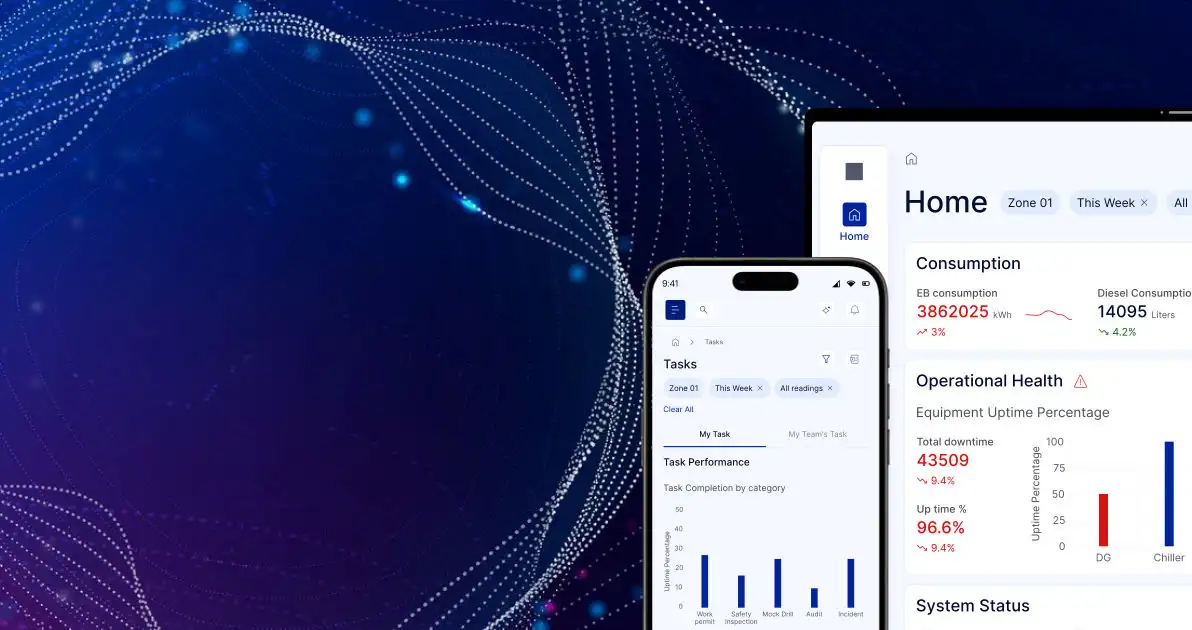 Home
Home
Zone 01
This Week ×
All
Consumption
EB consumption
3862025 kWh
3%
Diesel Consumptio
14095 Liters
4.2%
Operational Health
Equipment Uptime Percentage
Total downtime
43509
9.4%
Up time %
96.6%
9.4%
Uptime Percentage
100
75
50
25
0
DG
Chiller
System Status
9:41
Tasks
Tasks
Zone 01
This Week ×
All readings ×
Clear All
My Task
My Team's Task
Task Performance
Task Completion by category
Uptime Percentage
50
40
30
20
10
0
Work
permit
Safety
Inspection
Mock Drill
Audit
Incident